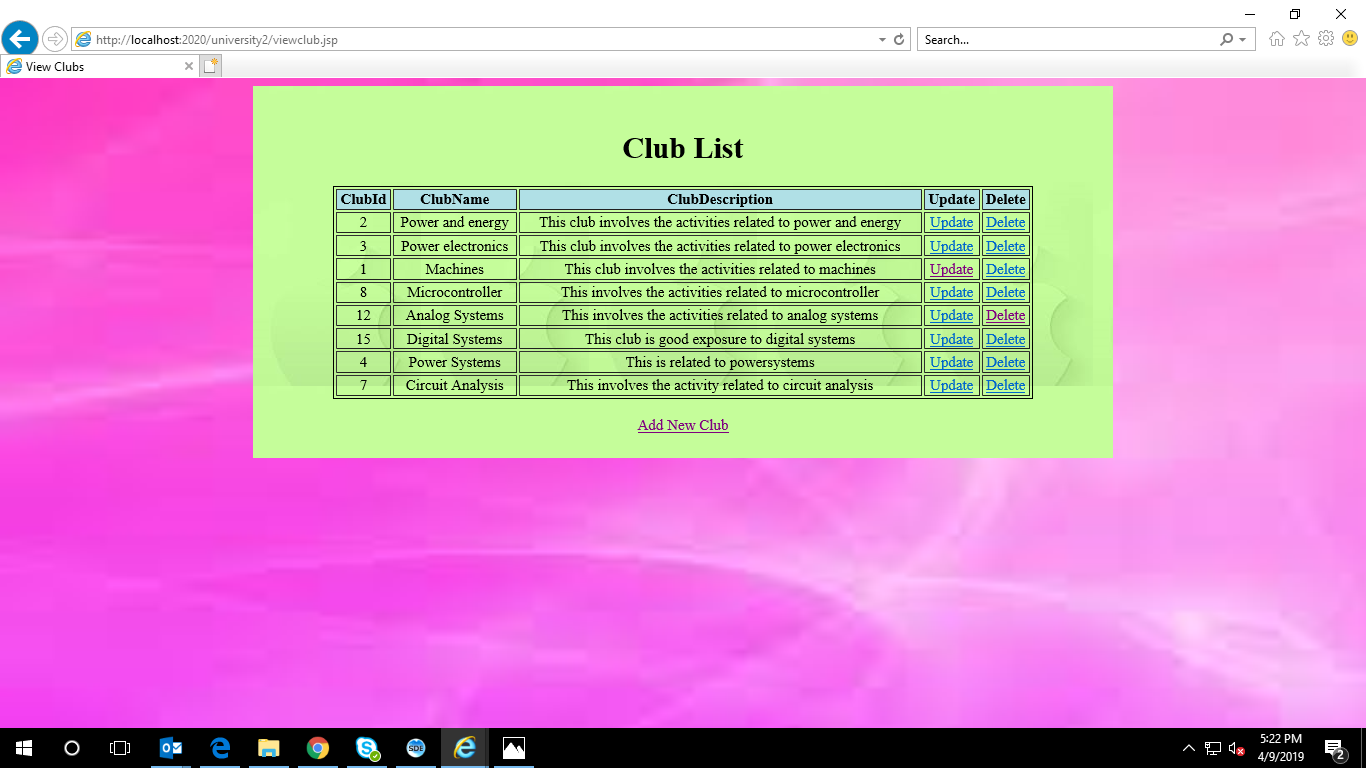 http://localhost:2020/university2/viewclub.jsp
Search...
View Clubs
Club List
ClubId ClubName ClubDescription Update Delete
2 Power and energy This club involves the activities related to power and energy Update Delete
3 Power electronics This club involves the activities related to power electronics Update Delete
1 Machines This club involves the activities related to machines Update Delete
8 Microcontroller This involves the activities related to microcontroller Update Delete
12 Analog Systems This involves the activities related to analog systems Update Delete
15 Digital Systems This club is good exposure to digital systems Update Delete
4 Power Systems This is related to powersystems Update Delete
7 Circuit Analysis This involves the activity related to circuit analysis Update Delete
Add New Club
SDE
5:22 PM
4/9/2019
2